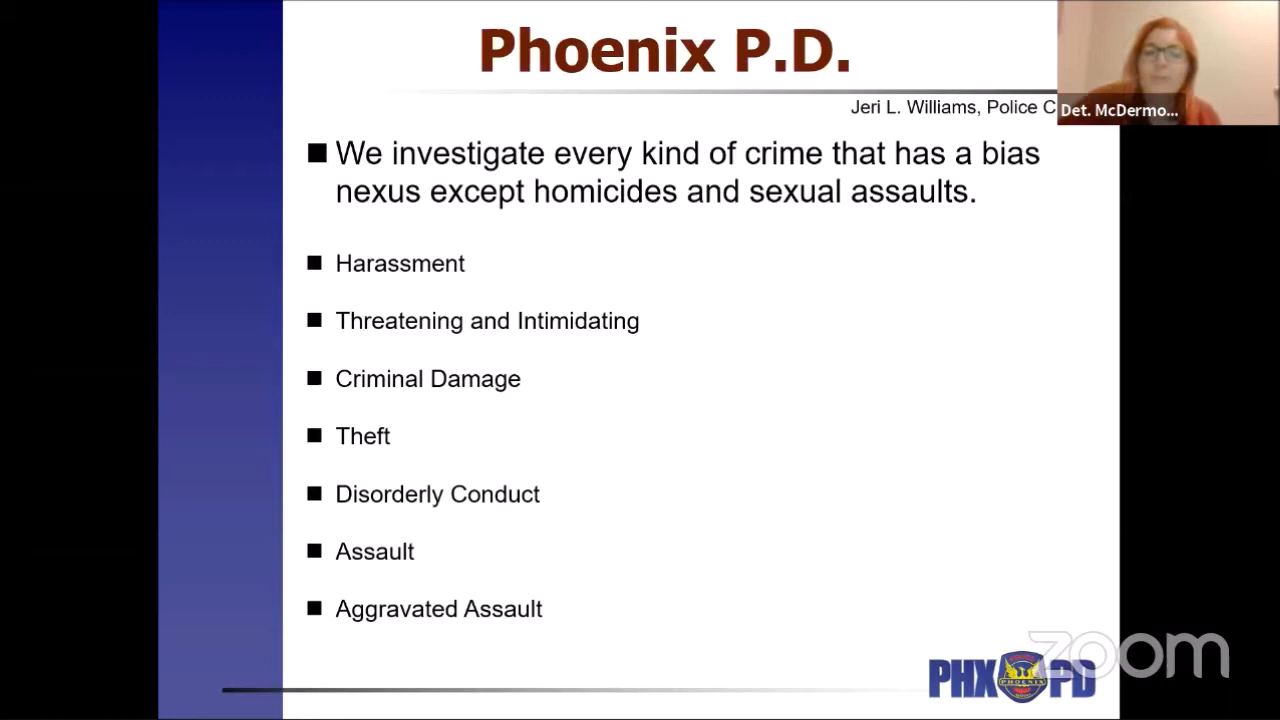 Phoenix P.D.
Jeri L. Williams, Police C
Det. McDermo...
We investigate every kind of crime that has a bias
nexus except homicides and sexual assaults.
Harassment
Threatening and Intimidating
Criminal Damage
Theft
Disorderly Conduct
Assault
Aggravated Assault
zoom
PHX PHOENIX PD